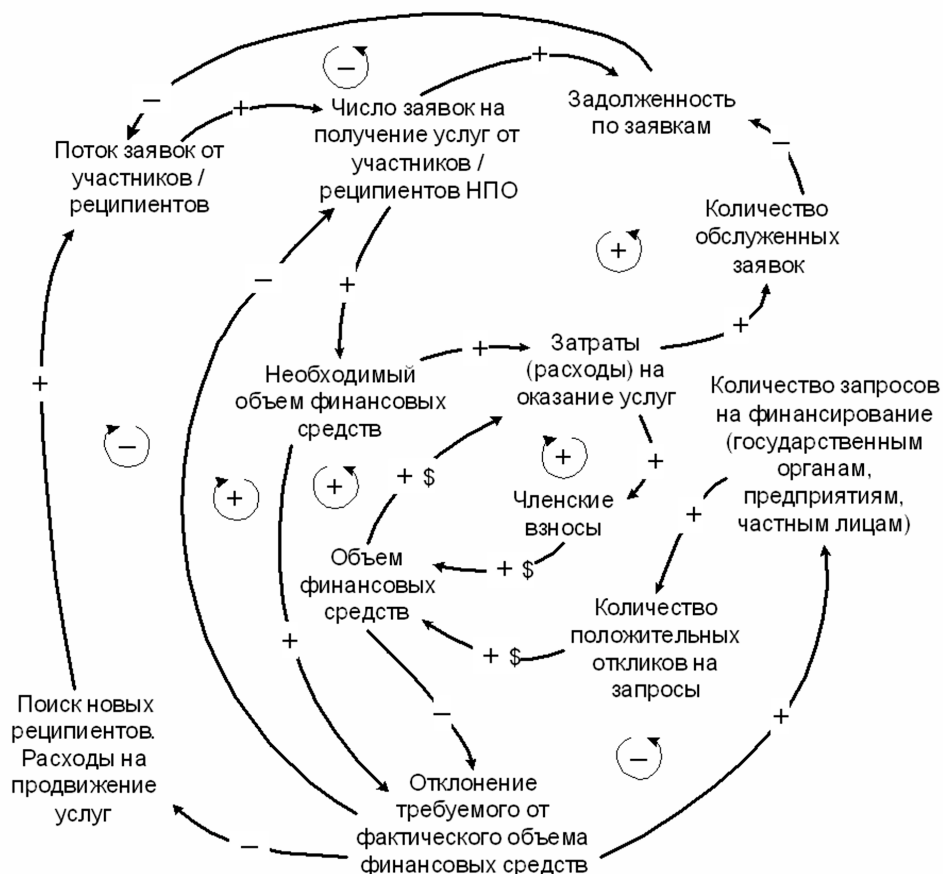 Поток заявок от
участников /
реципиентов
−
+
−
Число заявок на
получение услуг от
участников /
реципиентов НПО
+
Задолженность
по заявкам
−
Количество
обслуженных
заявок
+
−
+
+
Необходимый
объем финансовых
средств
+
Затраты
(расходы) на
оказание услуг
+
Количество запросов
на финансирование
(государственным
органам,
предприятиям,
частным лицам)
+
−
+
+
+ $
+
+
Членские
взносы
+ $
Объем
финансовых
средств
+
Количество
положительных
откликов на
запросы
+ $
+
−
−
+
Поиск новых
реципиентов.
Расходы на
продвижение
услуг
−
Отклонение
требуемого от
фактического объема
финансовых средств